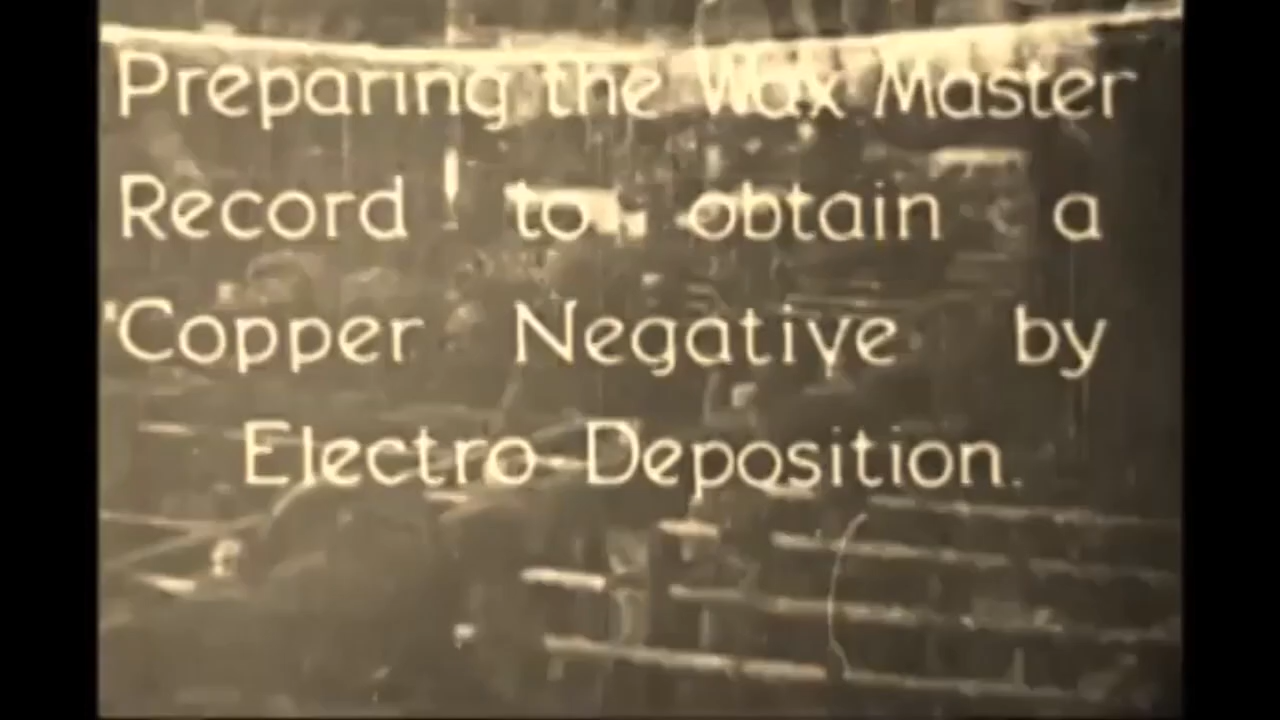 Preparing the Wax Master
Record to obtain a
'Copper Negative by
Electro-Deposition.